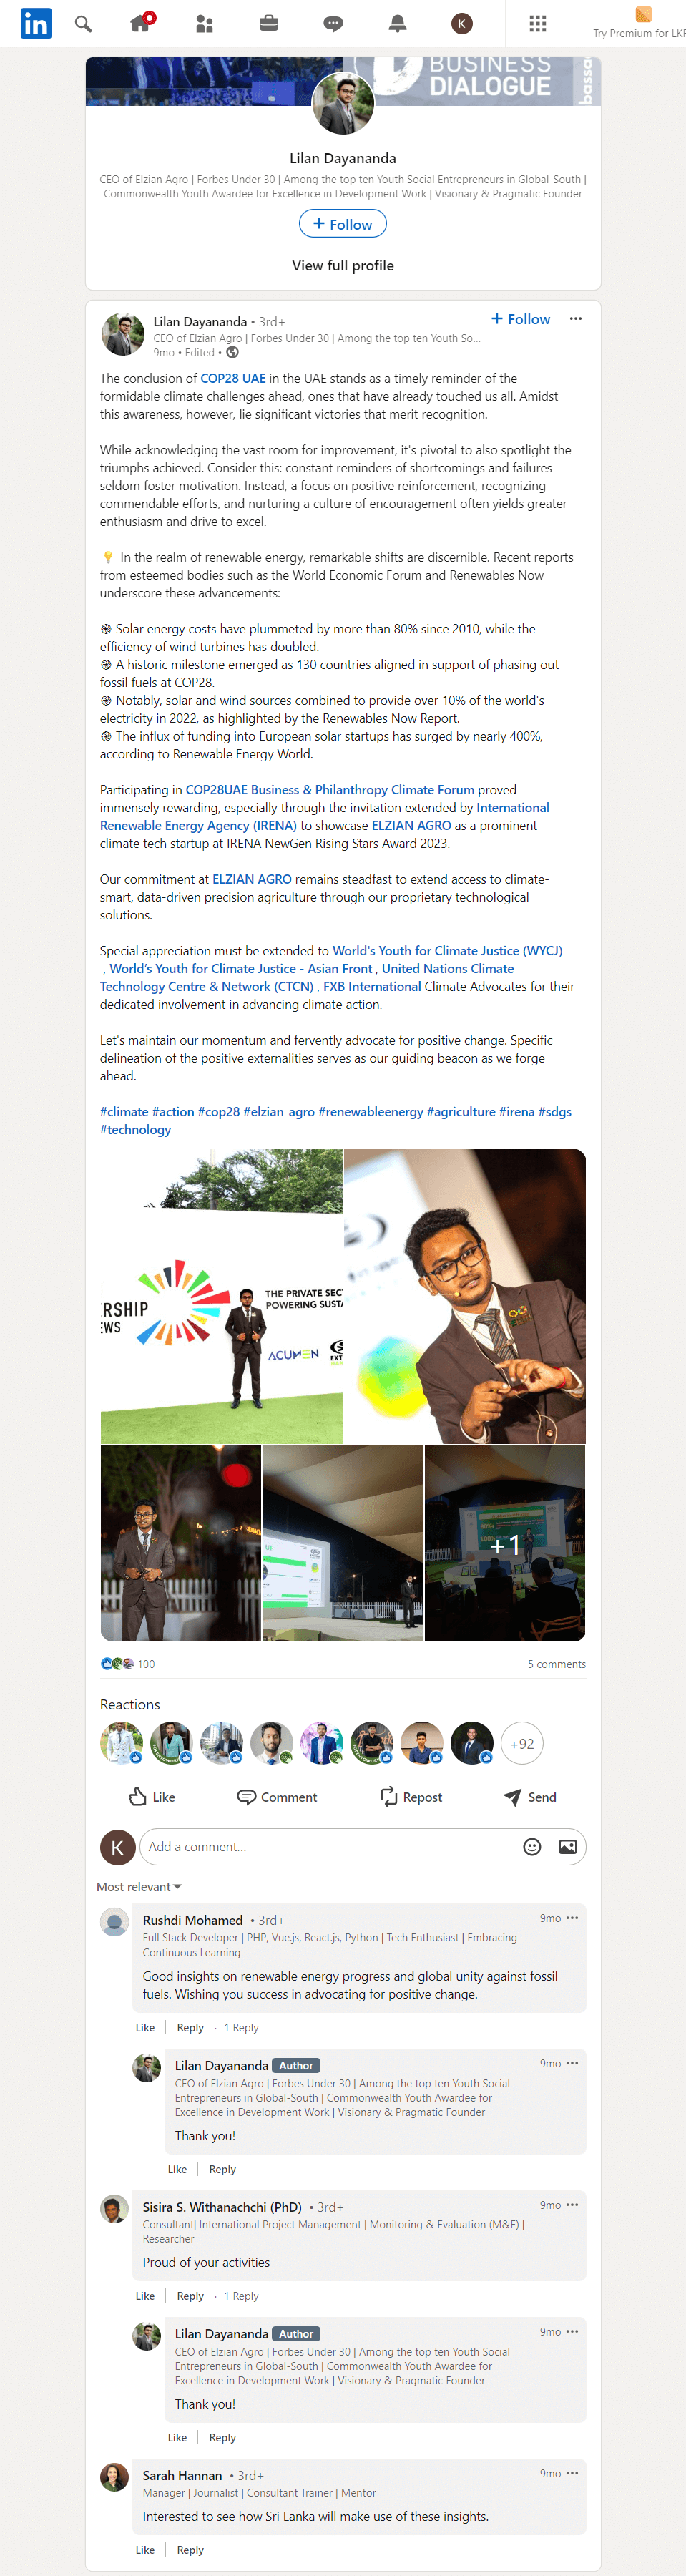 in
K
Try Premium for LKR
BUSINESS
DIALOGUE
bassa
Lilan Dayananda
CEO of Elzian Agro | Forbes Under 30 | Among the top ten Youth Social Entrepreneurs in Global-South |
Commonwealth Youth Awardee for Excellence in Development Work | Visionary & Pragmatic Founder
+ Follow
View full profile
Lilan Dayananda • 3rd+
+ Follow
CEO of Elzian Agro | Forbes Under 30 | Among the top ten Youth So...
9mo • Edited •
The conclusion of COP28 UAE in the UAE stands as a timely reminder of the
formidable climate challenges ahead, ones that have already touched us all. Amidst
this awareness, however, lie significant victories that merit recognition.
While acknowledging the vast room for improvement, it's pivotal to also spotlight the
triumphs achieved. Consider this: constant reminders of shortcomings and failures
seldom foster motivation. Instead, a focus on positive reinforcement, recognizing
commendable efforts, and nurturing a culture of encouragement often yields greater
enthusiasm and drive to excel.
💡 In the realm of renewable energy, remarkable shifts are discernible. Recent reports
from esteemed bodies such as the World Economic Forum and Renewables Now
underscore these advancements:
֎ Solar energy costs have plummeted by more than 80% since 2010, while the
efficiency of wind turbines has doubled.
֎ A historic milestone emerged as 130 countries aligned in support of phasing out
fossil fuels at COP28.
֎ Notably, solar and wind sources combined to provide over 10% of the world's
electricity in 2022, as highlighted by the Renewables Now Report.
֎ The influx of funding into European solar startups has surged by nearly 400%,
according to Renewable Energy World.
Participating in COP28UAE Business & Philanthropy Climate Forum proved
immensely rewarding, especially through the invitation extended by International
Renewable Energy Agency (IRENA) to showcase ELZIAN AGRO as a prominent
climate tech startup at IRENA NewGen Rising Stars Award 2023.
Our commitment at ELZIAN AGRO remains steadfast to extend access to climate-
smart, data-driven precision agriculture through our proprietary technological
solutions.
Special appreciation must be extended to World's Youth for Climate Justice (WYCJ)
, World's Youth for Climate Justice - Asian Front , United Nations Climate
Technology Centre & Network (CTCN) , FXB International Climate Advocates for their
dedicated involvement in advancing climate action.
Let's maintain our momentum and fervently advocate for positive change. Specific
delineation of the positive externalities serves as our guiding beacon as we forge
ahead.
#climate #action #cop28 #elzian_agro #renewableenergy #agriculture #irena #sdgs
#technology
RSHIP
EWS
THE PRIVATE SEC
POWERING SUSTA
ACUMEN
EXT
UP
+1
100
5 comments
Reactions
+92
Like
Comment
Repost
Send
K
Add a comment...
Most relevant
Rushdi Mohamed • 3rd+
9mo
Full Stack Developer | PHP, Vue.js, React.js, Python | Tech Enthusiast | Embracing
Continuous Learning
Good insights on renewable energy progress and global unity against fossil
fuels. Wishing you success in advocating for positive change.
Like | Reply · 1 Reply
Lilan Dayananda Author
9mo
CEO of Elzian Agro | Forbes Under 30 | Among the top ten Youth Social
Entrepreneurs in Global-South | Commonwealth Youth Awardee for
Excellence in Development Work | Visionary & Pragmatic Founder
Thank you!
Like | Reply
Sisira S. Withanachchi (PhD) • 3rd+
9mo
Consultant| International Project Management | Monitoring & Evaluation (M&E) |
Researcher
Proud of your activities
Like | Reply · 1 Reply
Lilan Dayananda Author
9mo
CEO of Elzian Agro | Forbes Under 30 | Among the top ten Youth Social
Entrepreneurs in Global-South | Commonwealth Youth Awardee for
Excellence in Development Work | Visionary & Pragmatic Founder
Thank you!
Like | Reply
Sarah Hannan • 3rd+
9mo
Manager | Journalist | Consultant Trainer | Mentor
Interested to see how Sri Lanka will make use of these insights.
Like | Reply